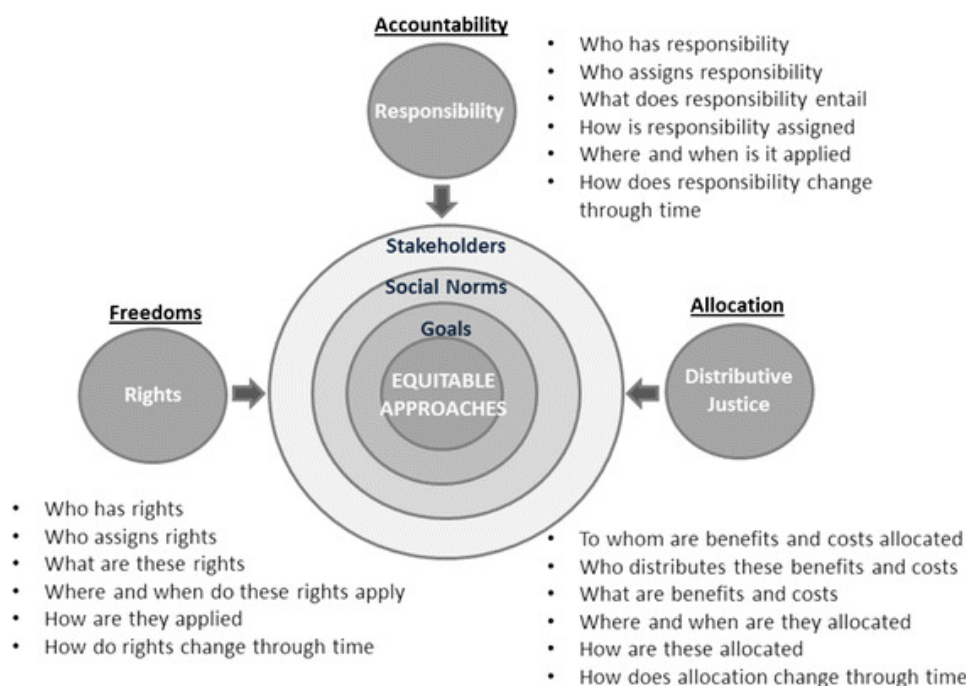 Accountability
Responsibility
• Who has responsibility
• Who assigns responsibility
• What does responsibility entail
• How is responsibility assigned
• Where and when is it applied
• How does responsibility change
through time
Stakeholders
Social Norms
Goals
EQUITABLE
APPROACHES
Freedoms
Rights
Allocation
Distributive
Justice
• Who has rights
• Who assigns rights
• What are these rights
• Where and when do these rights apply
• How are they applied
• How do rights change through time
• To whom are benefits and costs allocated
• Who distributes these benefits and costs
• What are benefits and costs
• Where and when are they allocated
• How are these allocated
• How does allocation change through time